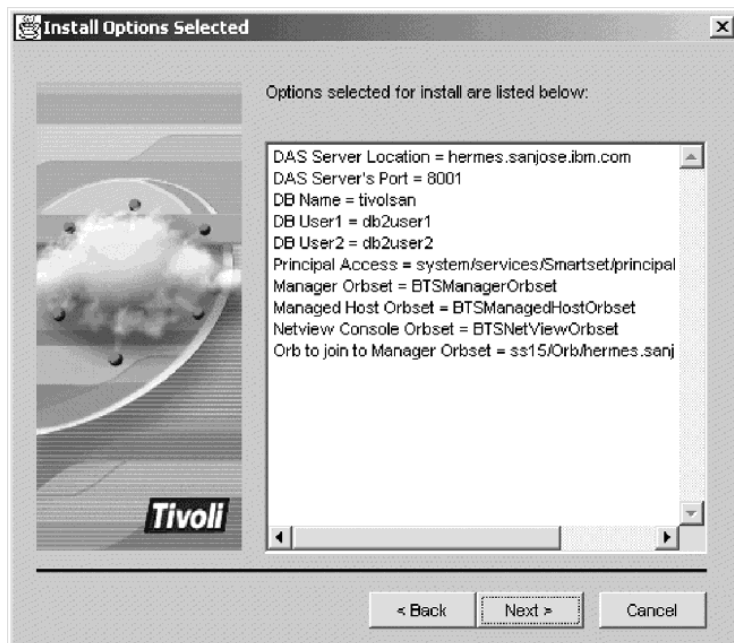 Install Options Selected
Options selected for install are listed below:
DAS Server Location = hermes.sanjose.ibm.com
DAS Server's Port = 8001
DB Name = tivolsan
DB User1 = db2user1
DB User2 = db2user2
Principal Access = system/services/Smartset/principal
Manager Orbset = BTSManagerOrbset
Managed Host Orbset = BTSManagedHostOrbset
Netview Console Orbset = BTSNetViewOrbset
Orb to join to Manager Orbset = ss15/Orb/hermes.sanj
Tivoli
< Back
Next >
Cancel